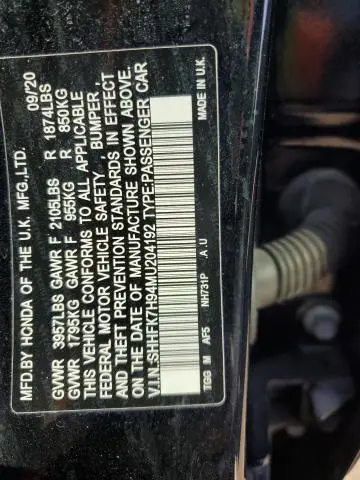 MFD.BY HONDA OF THE U.K. MFG.,LTD. 09/20
GVWR 3957LBS GAWR F 2105LBS R 1874LBS
GVWR 1795KG GAWR F 955KG R 850KG
THIS VEHICLE CONFORMS TO ALL APPLICABLE
FEDERAL MOTOR VEHICLE SAFETY, BUMPER,
AND THEFT PREVENTION STANDARDS IN EFFECT
ON THE DATE OF MANUFACTURE SHOWN ABOVE.
V.I.N:SHHFK7H94MU204192 TYPE:PASSENGER CAR
TGG M AF5 NH731P .A.U MADE IN U.K.